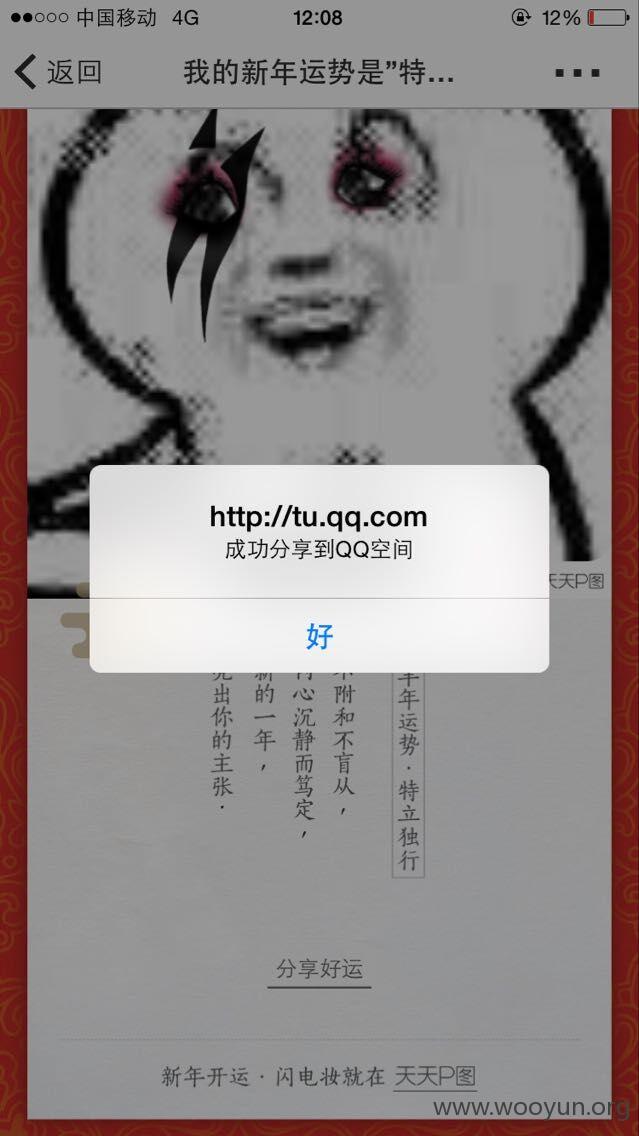 中国移动 4G 12:08 12%
返回 我的新年运势是”特... ...
http://tu.qq.com
成功分享到QQ空间
好
天天P图
羊年运势·特立独行
不附和不盲从，
内心沉静而笃定，
新的一年，
亮出你的主张.
分享好运
新年开运·闪电妆就在 天天P图
www.wooyun.org